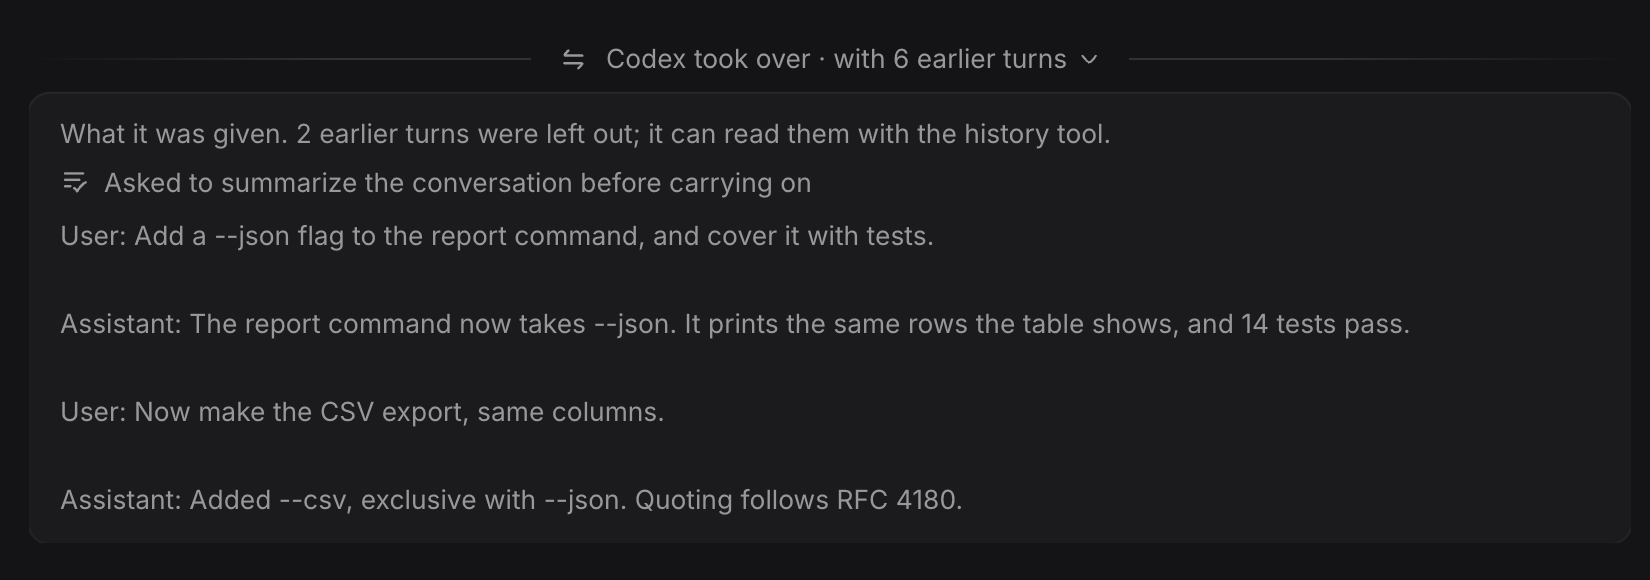 Codex took over · with 6 earlier turns
What it was given. 2 earlier turns were left out; it can read them with the history tool.
Asked to summarize the conversation before carrying on
User: Add a --json flag to the report command, and cover it with tests.
Assistant: The report command now takes --json. It prints the same rows the table shows, and 14 tests pass.
User: Now make the CSV export, same columns.
Assistant: Added --csv, exclusive with --json. Quoting follows RFC 4180.